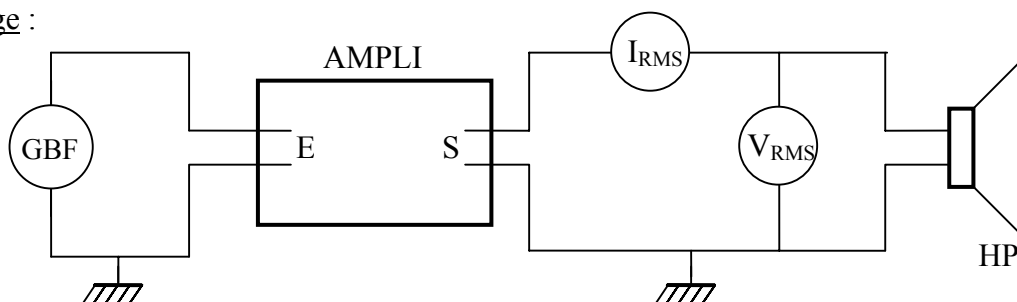 ge :
AMPLI
I_RMS
GBF
E
S
V_RMS
HP